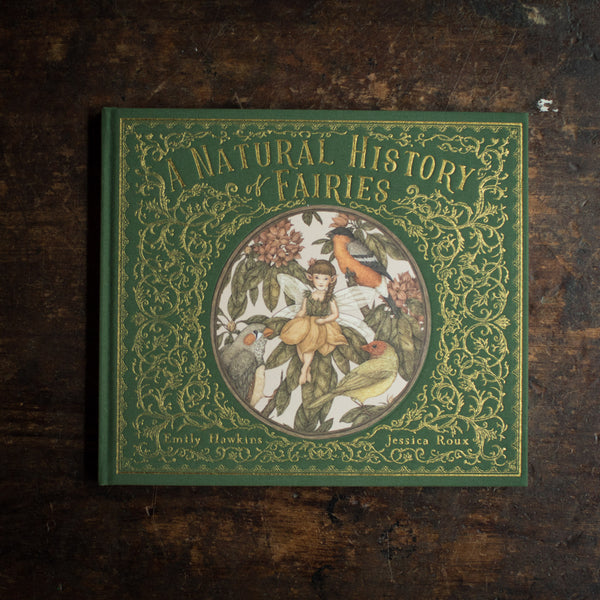 A NATURAL HISTORY
of FAIRIES
Emily Hawkins
Jessica Roux